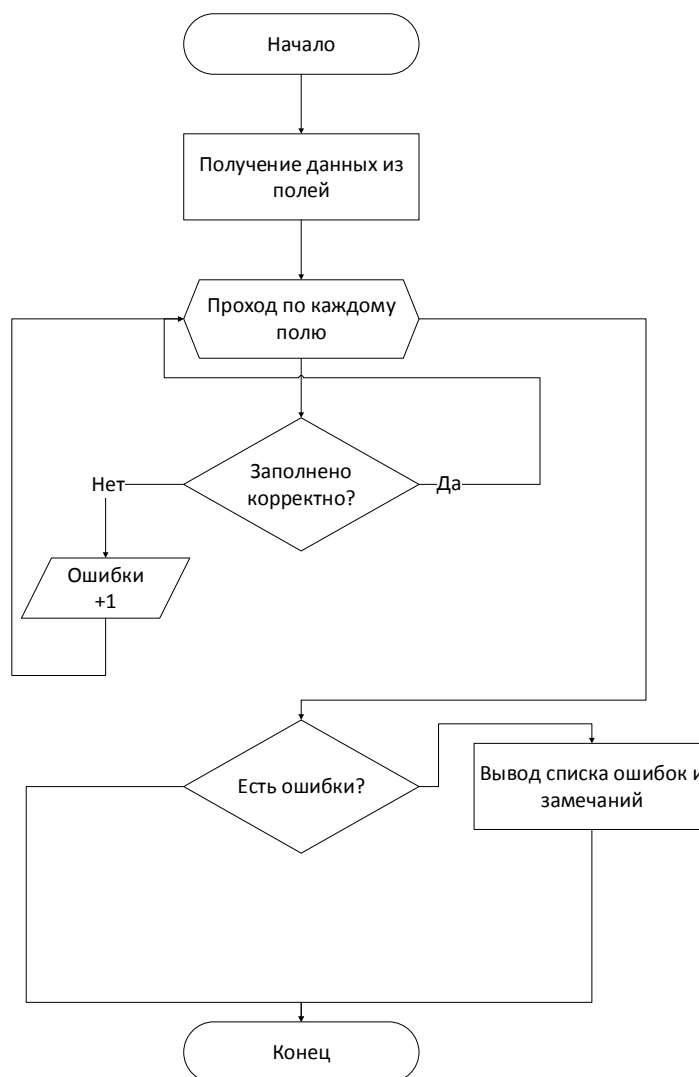 Начало
Получение данных из
полей
Проход по каждому
полю
Заполнено
корректно?
Нет
Да
Ошибки
+1
Есть ошибки?
Вывод списка ошибок и
замечаний
Конец